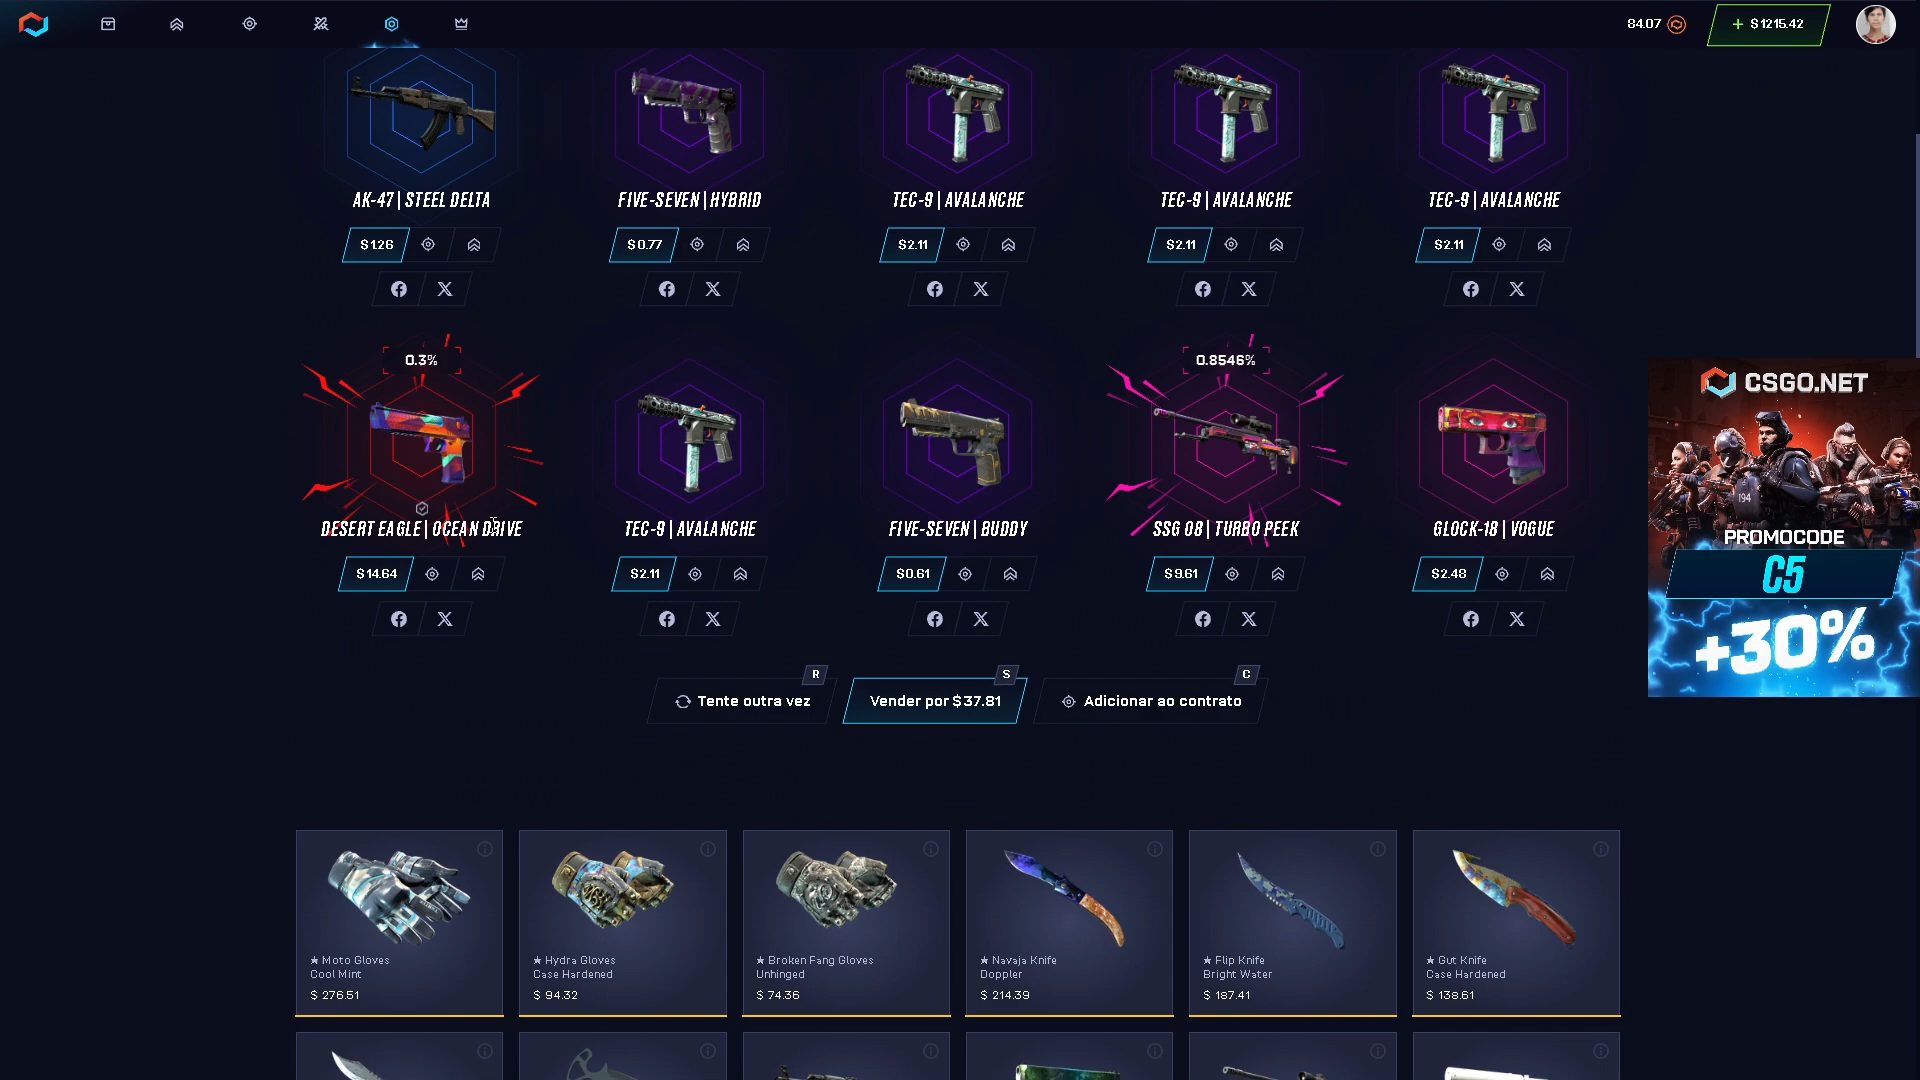 84.07
+ $1215.42
AK-47 | STEEL DELTA
FIVE-SEVEN | HYBRID
TEC-9 | AVALANCHE
TEC-9 | AVALANCHE
TEC-9 | AVALANCHE
$1.26
$0.77
$2.11
$2.11
$2.11
0.3%
0.8546%
DESERT EAGLE | OCEAN DRIVE
TEC-9 | AVALANCHE
FIVE-SEVEN | BUDDY
SSG 08 | TURBO PEEK
GLOCK-18 | VOGUE
$14.64
$2.11
$0.61
$9.61
$2.48
R
S
C
Tente outra vez
Vender por $37.81
Adicionar ao contrato
CSGO.NET
194
PROMOCODE
C5
+30%
★ Moto Gloves
Cool Mint
$ 276.51
★ Hydra Gloves
Case Hardened
$ 94.32
★ Broken Fang Gloves
Unhinged
$ 74.36
★ Navaja Knife
Doppler
$ 214.39
★ Flip Knife
Bright Water
$ 187.41
★ Gut Knife
Case Hardened
$ 138.61